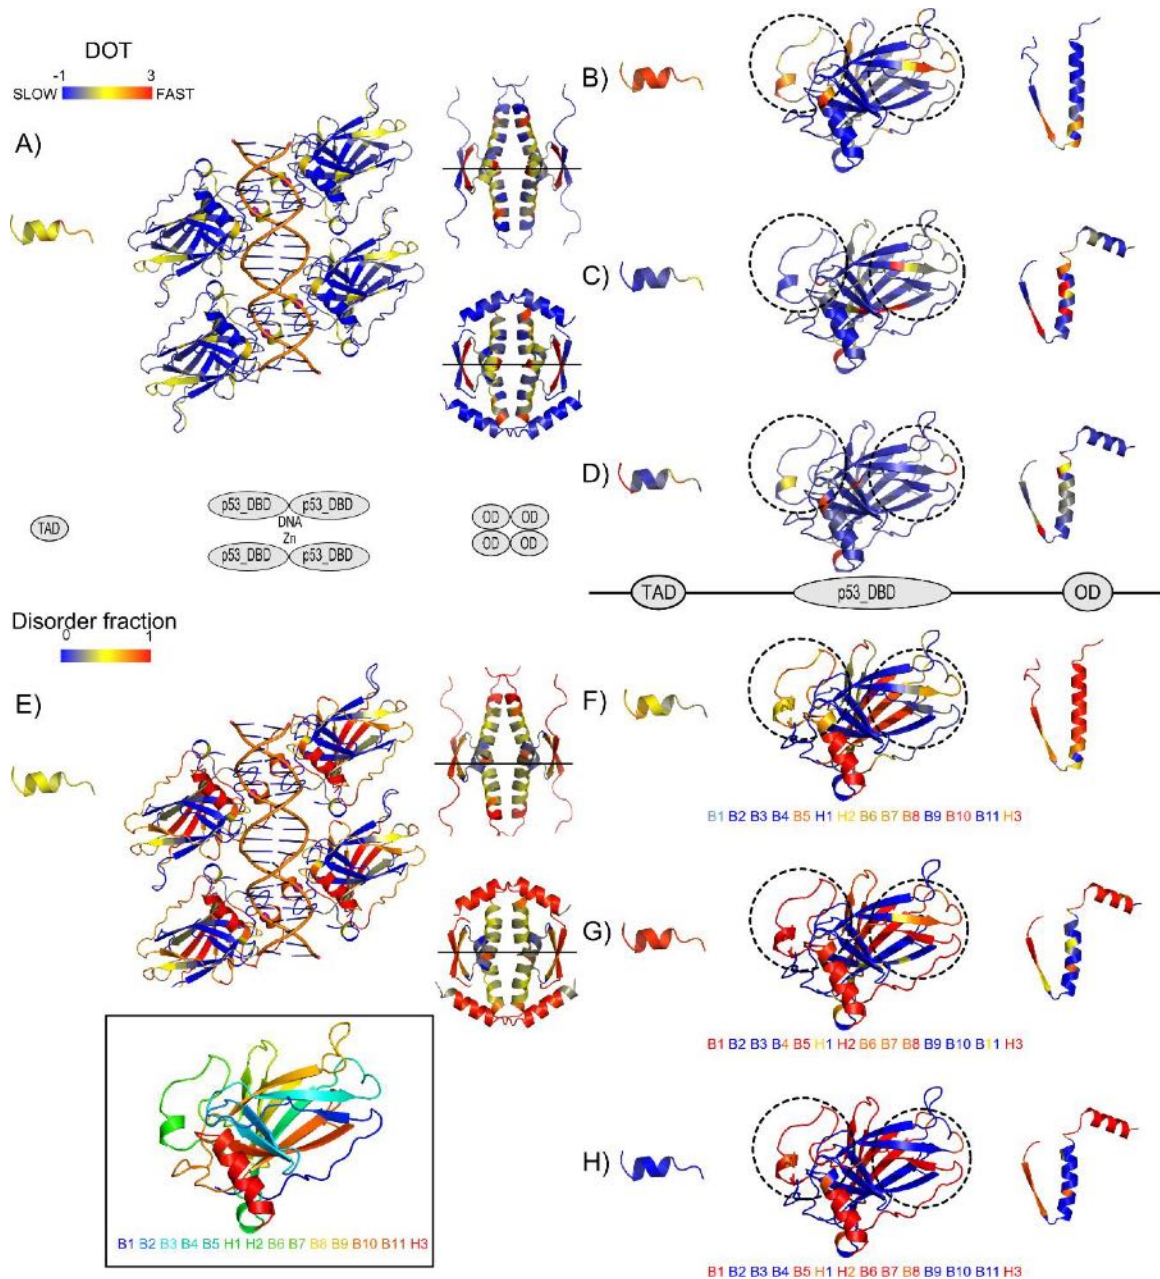 DOT
-1 3
SLOW FAST
A)
B)
C)
D)
TAD
p53_DBD p53_DBD
DNA
Zn
p53_DBD p53_DBD
OD OD
OD OD
TAD p53_DBD OD
Disorder fraction
0 1
E)
F)
B1 B2 B3 B4 B5 H1 H2 B6 B7 B8 B9 B10 B11 H3
G)
B1 B2 B3 B4 B5 H1 H2 B6 B7 B8 B9 B10 B11 H3
H)
B1 B2 B3 B4 B5 H1 H2 B6 B7 B8 B9 B10 B11 H3
B1 B2 B3 B4 B5 H1 H2 B6 B7 B8 B9 B10 B11 H3